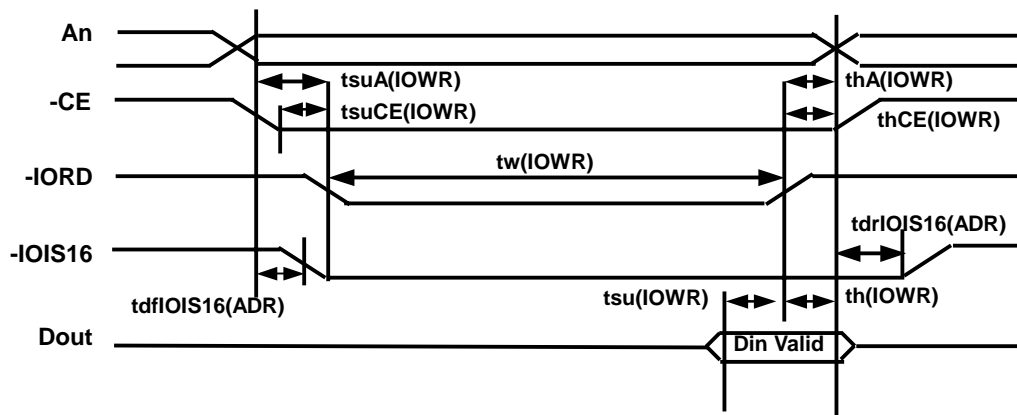 An
tsuA(IOWR)
thA(IOWR)
-CE
tsuCE(IOWR)
thCE(IOWR)
tw(IOWR)
-IORD
tdrIOIS16(ADR)
-IOIS16
tdfIOIS16(ADR)
tsu(IOWR)
th(IOWR)
Dout
Din Valid